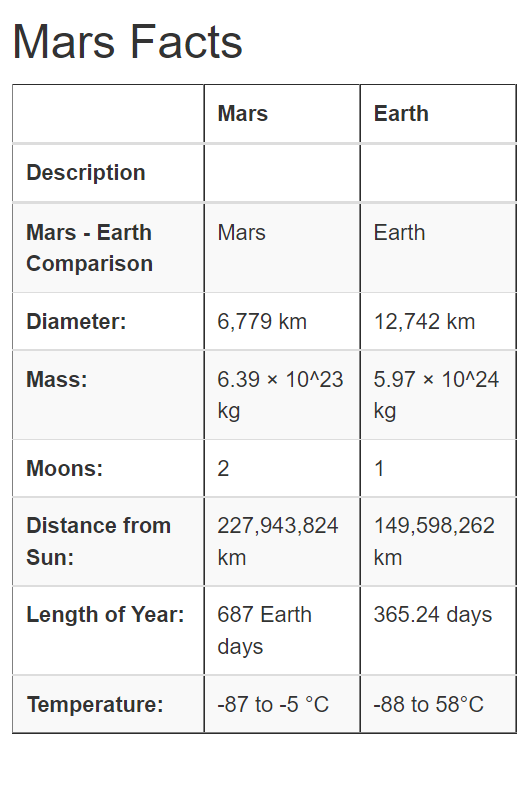 Mars Facts
Mars Earth
Description
Mars - Earth Mars Earth
Comparison
Diameter: 6,779 km 12,742 km
Mass: 6.39 × 10^23 5.97 × 10^24
kg kg
Moons: 2 1
Distance from 227,943,824 149,598,262
Sun: km km
Length of Year: 687 Earth 365.24 days
days
Temperature: -87 to -5 °C -88 to 58°C